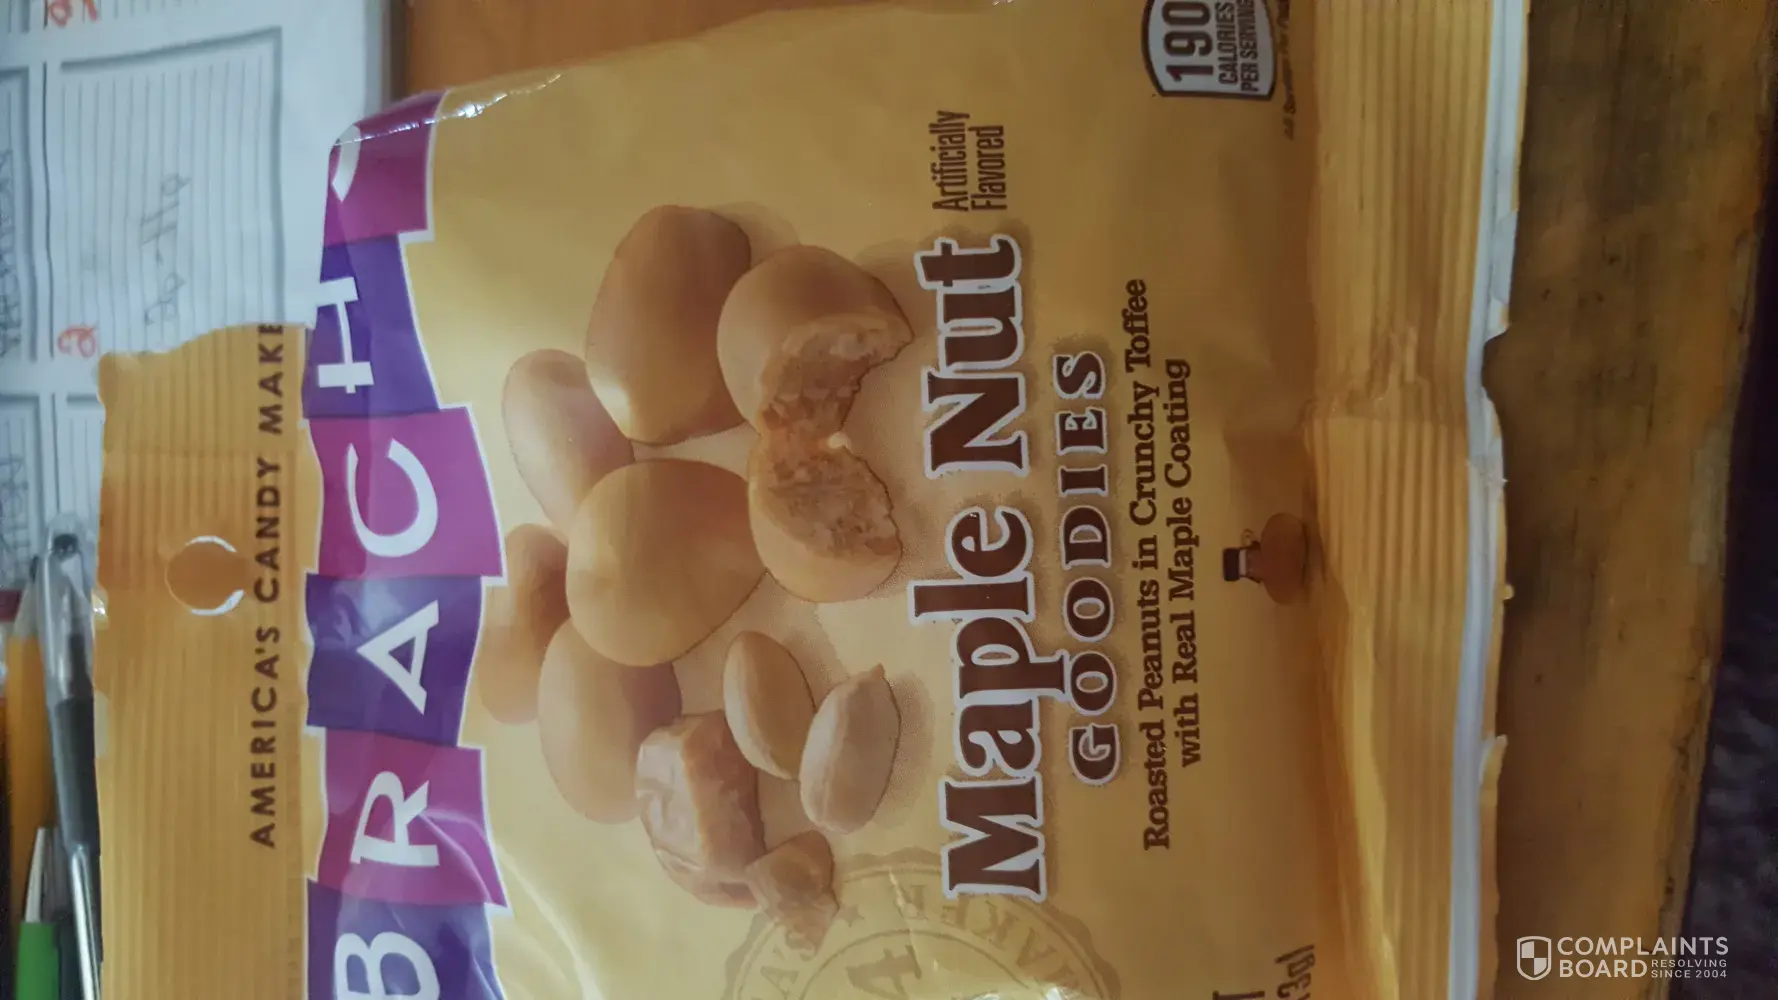 AMERICA'S CANDY MAKE
BRACH'S
Maple Nut
Artificially
Flavored
GOODIES
Roasted Peanuts in Crunchy Toffee
with Real Maple Coating
190
CALORIES
PER SERVING
2
COMPLAINTS
BOARD RESOLVING
SINCE 2004